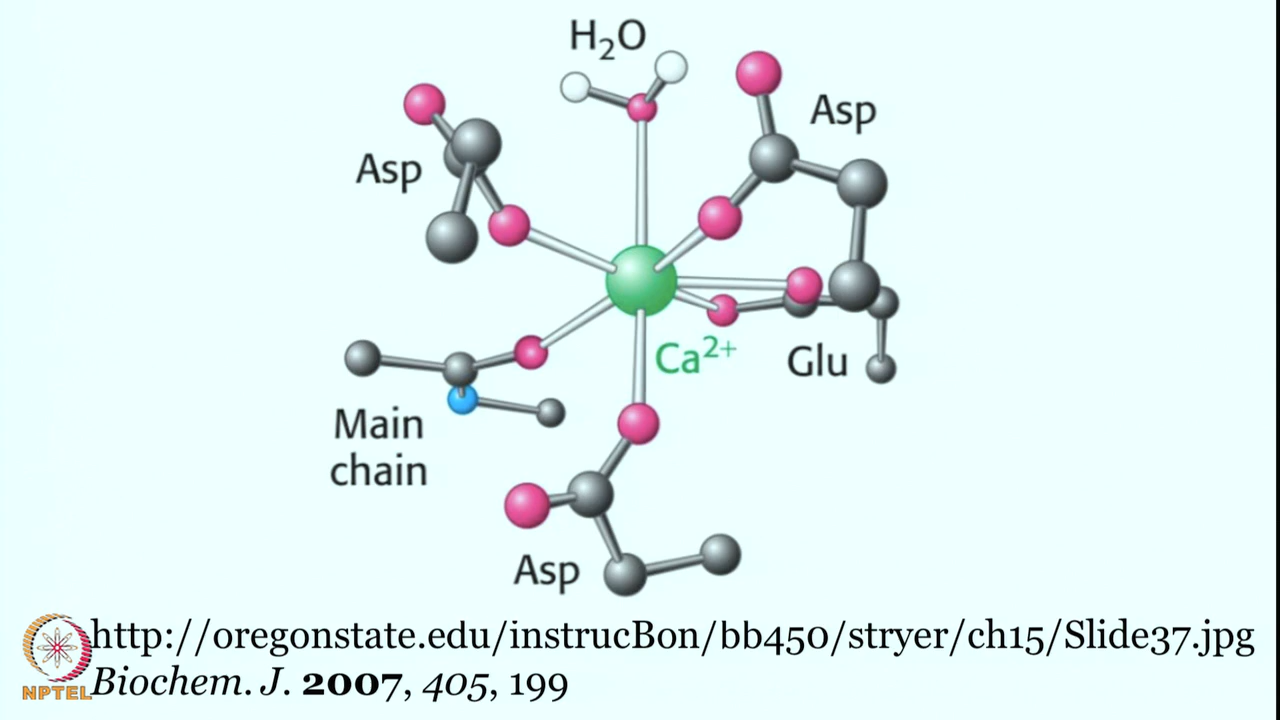 H₂O
Asp
Asp
Ca²⁺
Glu
Main
chain
Asp
http://oregonstate.edu/instrucBon/bb450/stryer/ch15/Slide37.jpg
Biochem. J. 2007, 405, 199
NPTEL